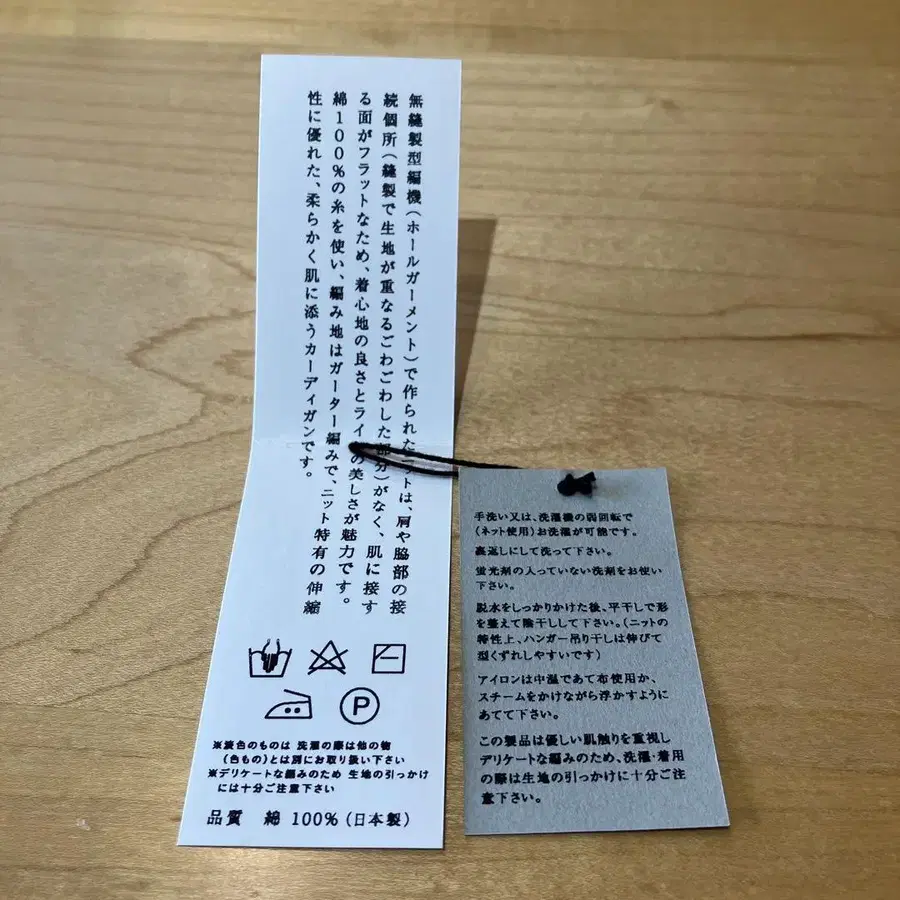 無縫製型編機(ホールガーメント)で作られたニットは、肩や脇部の接
続個所(縫製で生地が重なるごわごわした部分)がなく、肌に接す
る面がフラットなため、着心地の良さとライ の美しさが魅力です。
綿100%の糸を使い、編み地はガーター編みで、ニット特有の伸縮
性に優れた、柔らかく肌に添うカーディガンです。
P
※淡色のものは 洗濯の際は他の物
(色もの)とは別にお取り扱い下さい
※デリケートな編みのため 生地の引っかけ
には十分ご注意下さい
品質 綿 100%(日本製)
手洗い又は、洗濯機の弱回転で
(ネット使用)お洗濯が可能です。
裏返しにして洗って下さい。
蛍光剤の入っていない洗剤をお使い
下さい。
脱水をしっかりかけた後、平干しで形
を整えて陰干しして下さい。(ニットの
特性上、ハンガー吊り干しは伸びて
型くずれしやすいです)
アイロンは中温であて布使用か、
スチームをかけながら浮かすように
あてて下さい。
この製品は優しい肌触りを重視し
デリケートな編みのため、洗濯・着用
の際は生地の引っかけに十分ご注
意下さい。